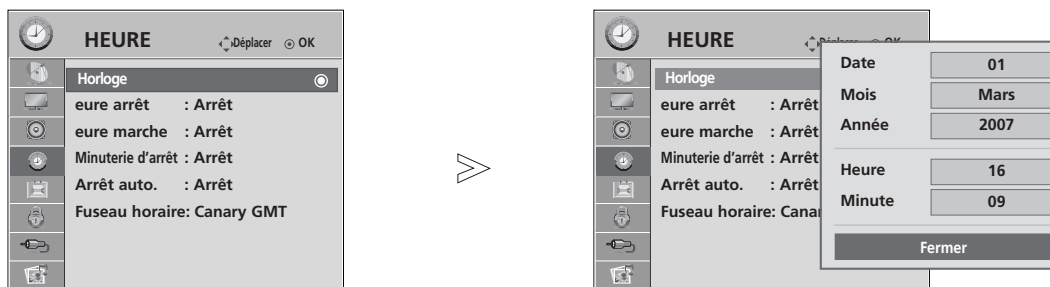 HEURE Déplacer OK
Horloge
eure arrêt : Arrêt
eure marche : Arrêt
Minuterie d'arrêt : Arrêt
Arrêt auto. : Arrêt
Fuseau horaire: Canary GMT
HEURE
Horloge
eure arrêt : Arrêt
eure marche : Arrêt
Minuterie d'arrêt : Arrêt
Arrêt auto. : Arrêt
Fuseau horaire: Canar
Date 01
Mois Mars
Année 2007
Heure 16
Minute 09
Fermer